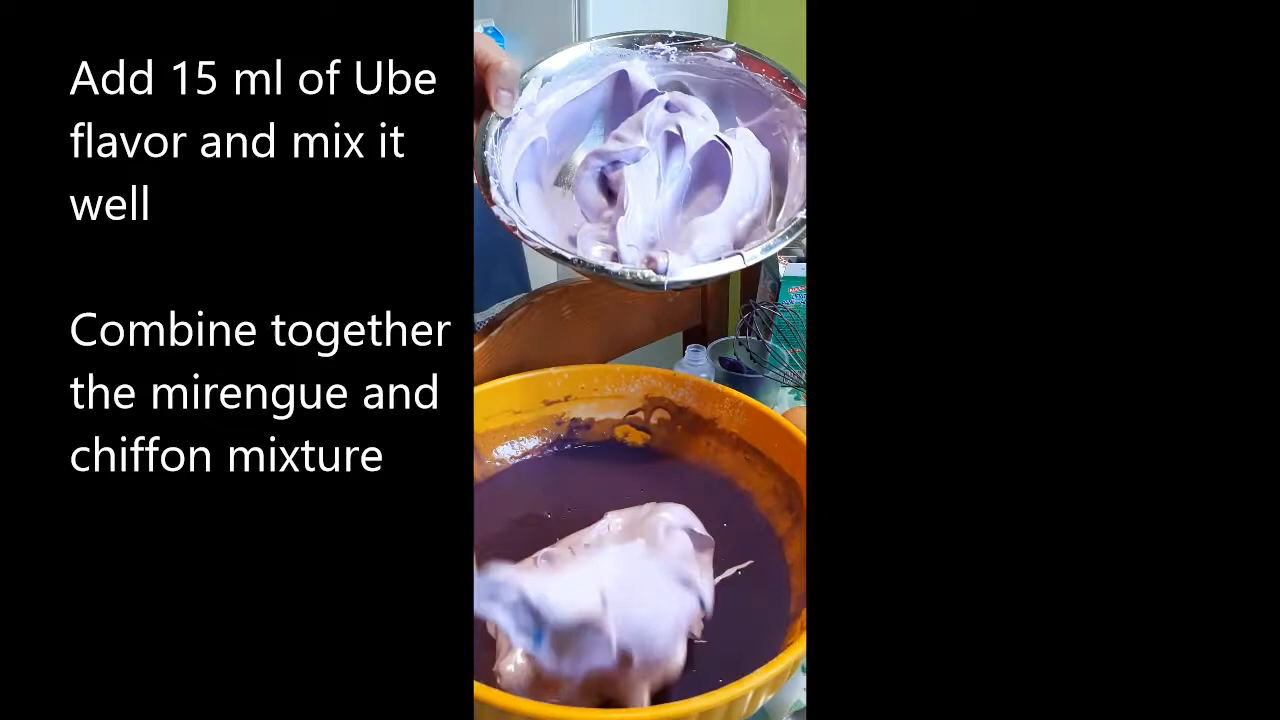 Add 15 ml of Ube
flavor and mix it
well
Combine together
the mirengue and
chiffon mixture